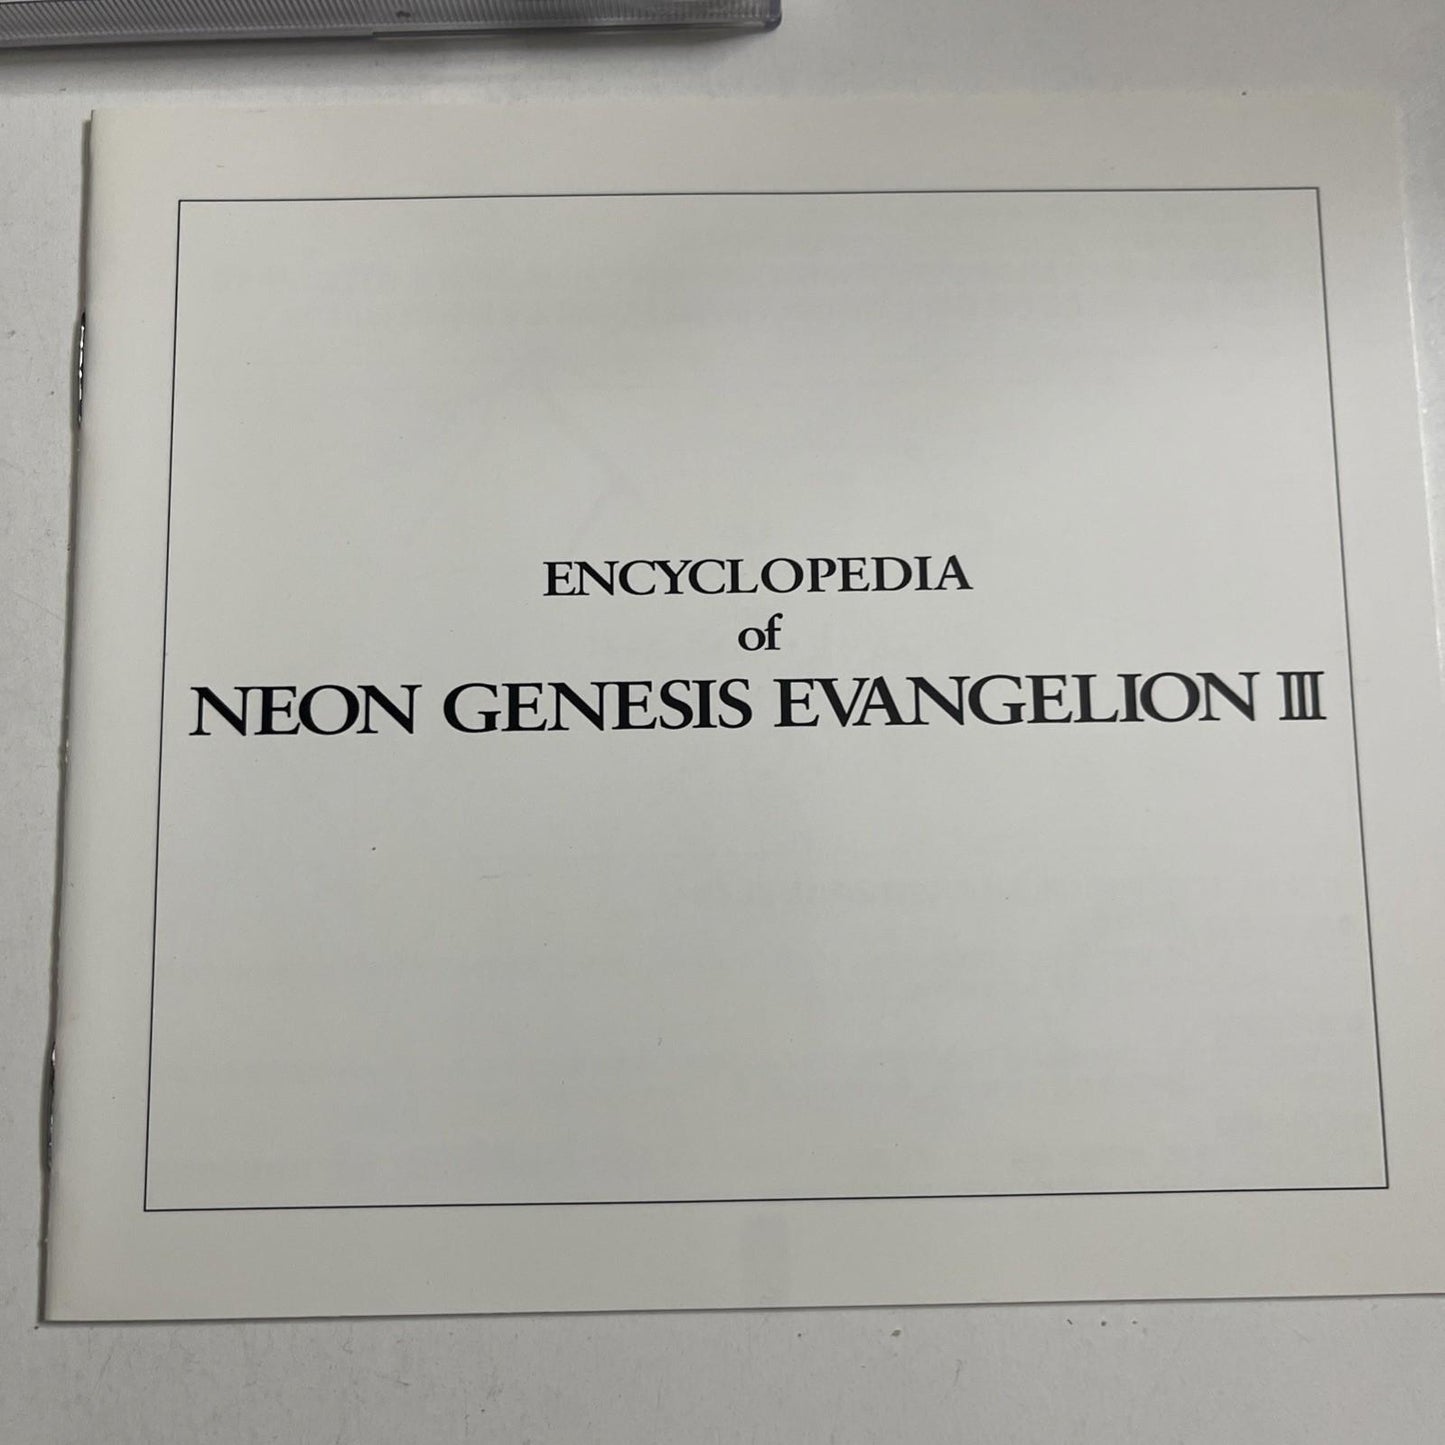 ENCYCLOPEDIA
of
NEON GENESIS EVANGELION III